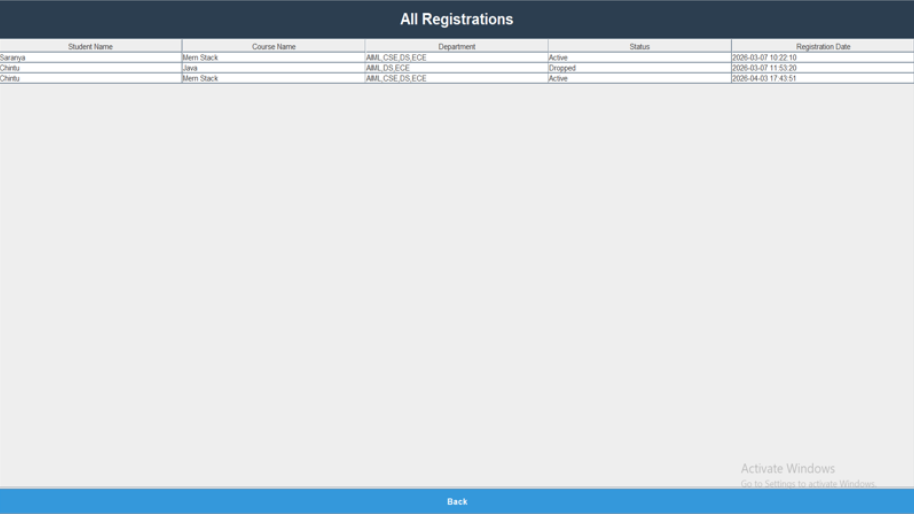 All Registrations
Student Name Course Name Department Status Registration Date
Saranya Mern Stack AIML,CSE,DS,ECE Active 2026-03-07 10:22:10
Chintu Java AIML,DS,ECE Dropped 2026-03-07 11:53:20
Chintu Mern Stack AIML,CSE,DS,ECE Active 2026-04-03 17:43:51
Activate Windows
Go to Settings to activate Windows.
Back